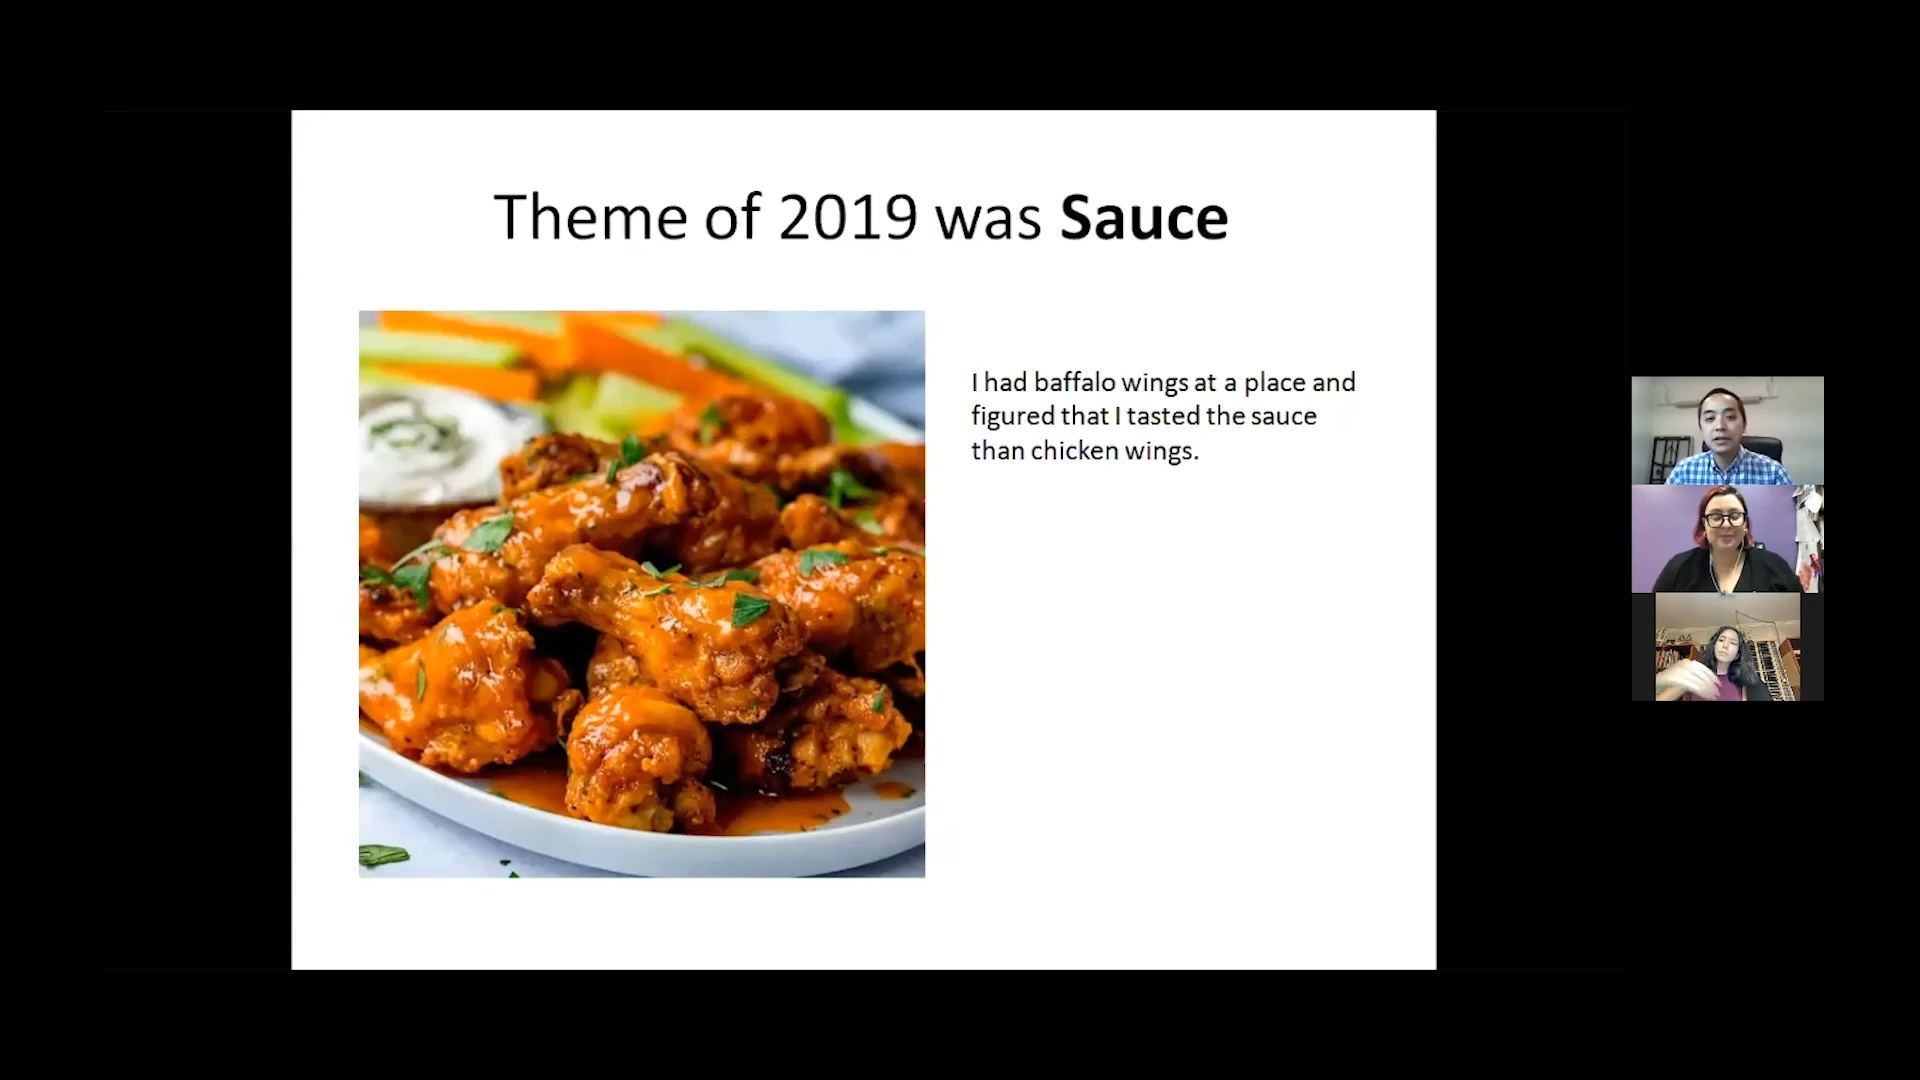 Theme of 2019 was Sauce
I had baffalo wings at a place and
figured that I tasted the sauce
than chicken wings.